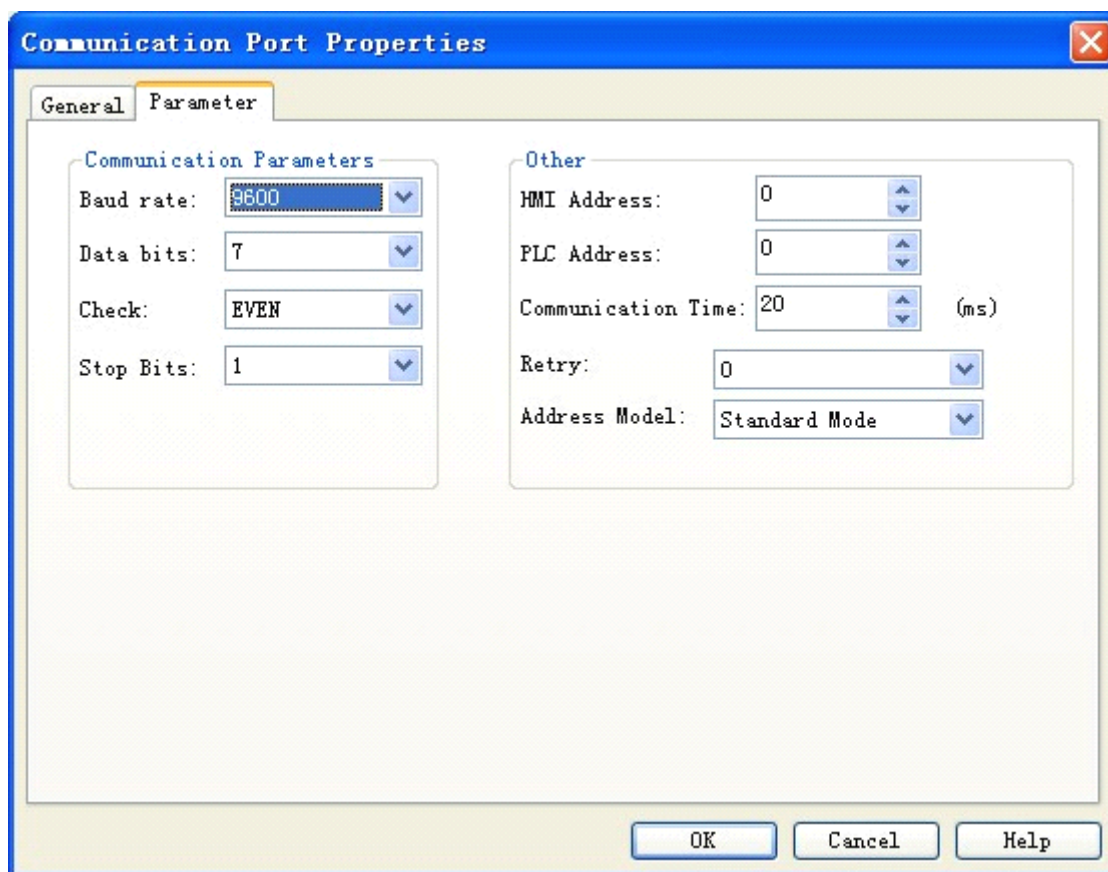 Communication Port Properties
General Parameter
Communication Parameters
Baud rate: 9600
Data bits: 7
Check: EVEN
Stop Bits: 1
Other
HMI Address: 0
PLC Address: 0
Communication Time: 20 (ms)
Retry: 0
Address Model: Standard Mode
OK Cancel Help